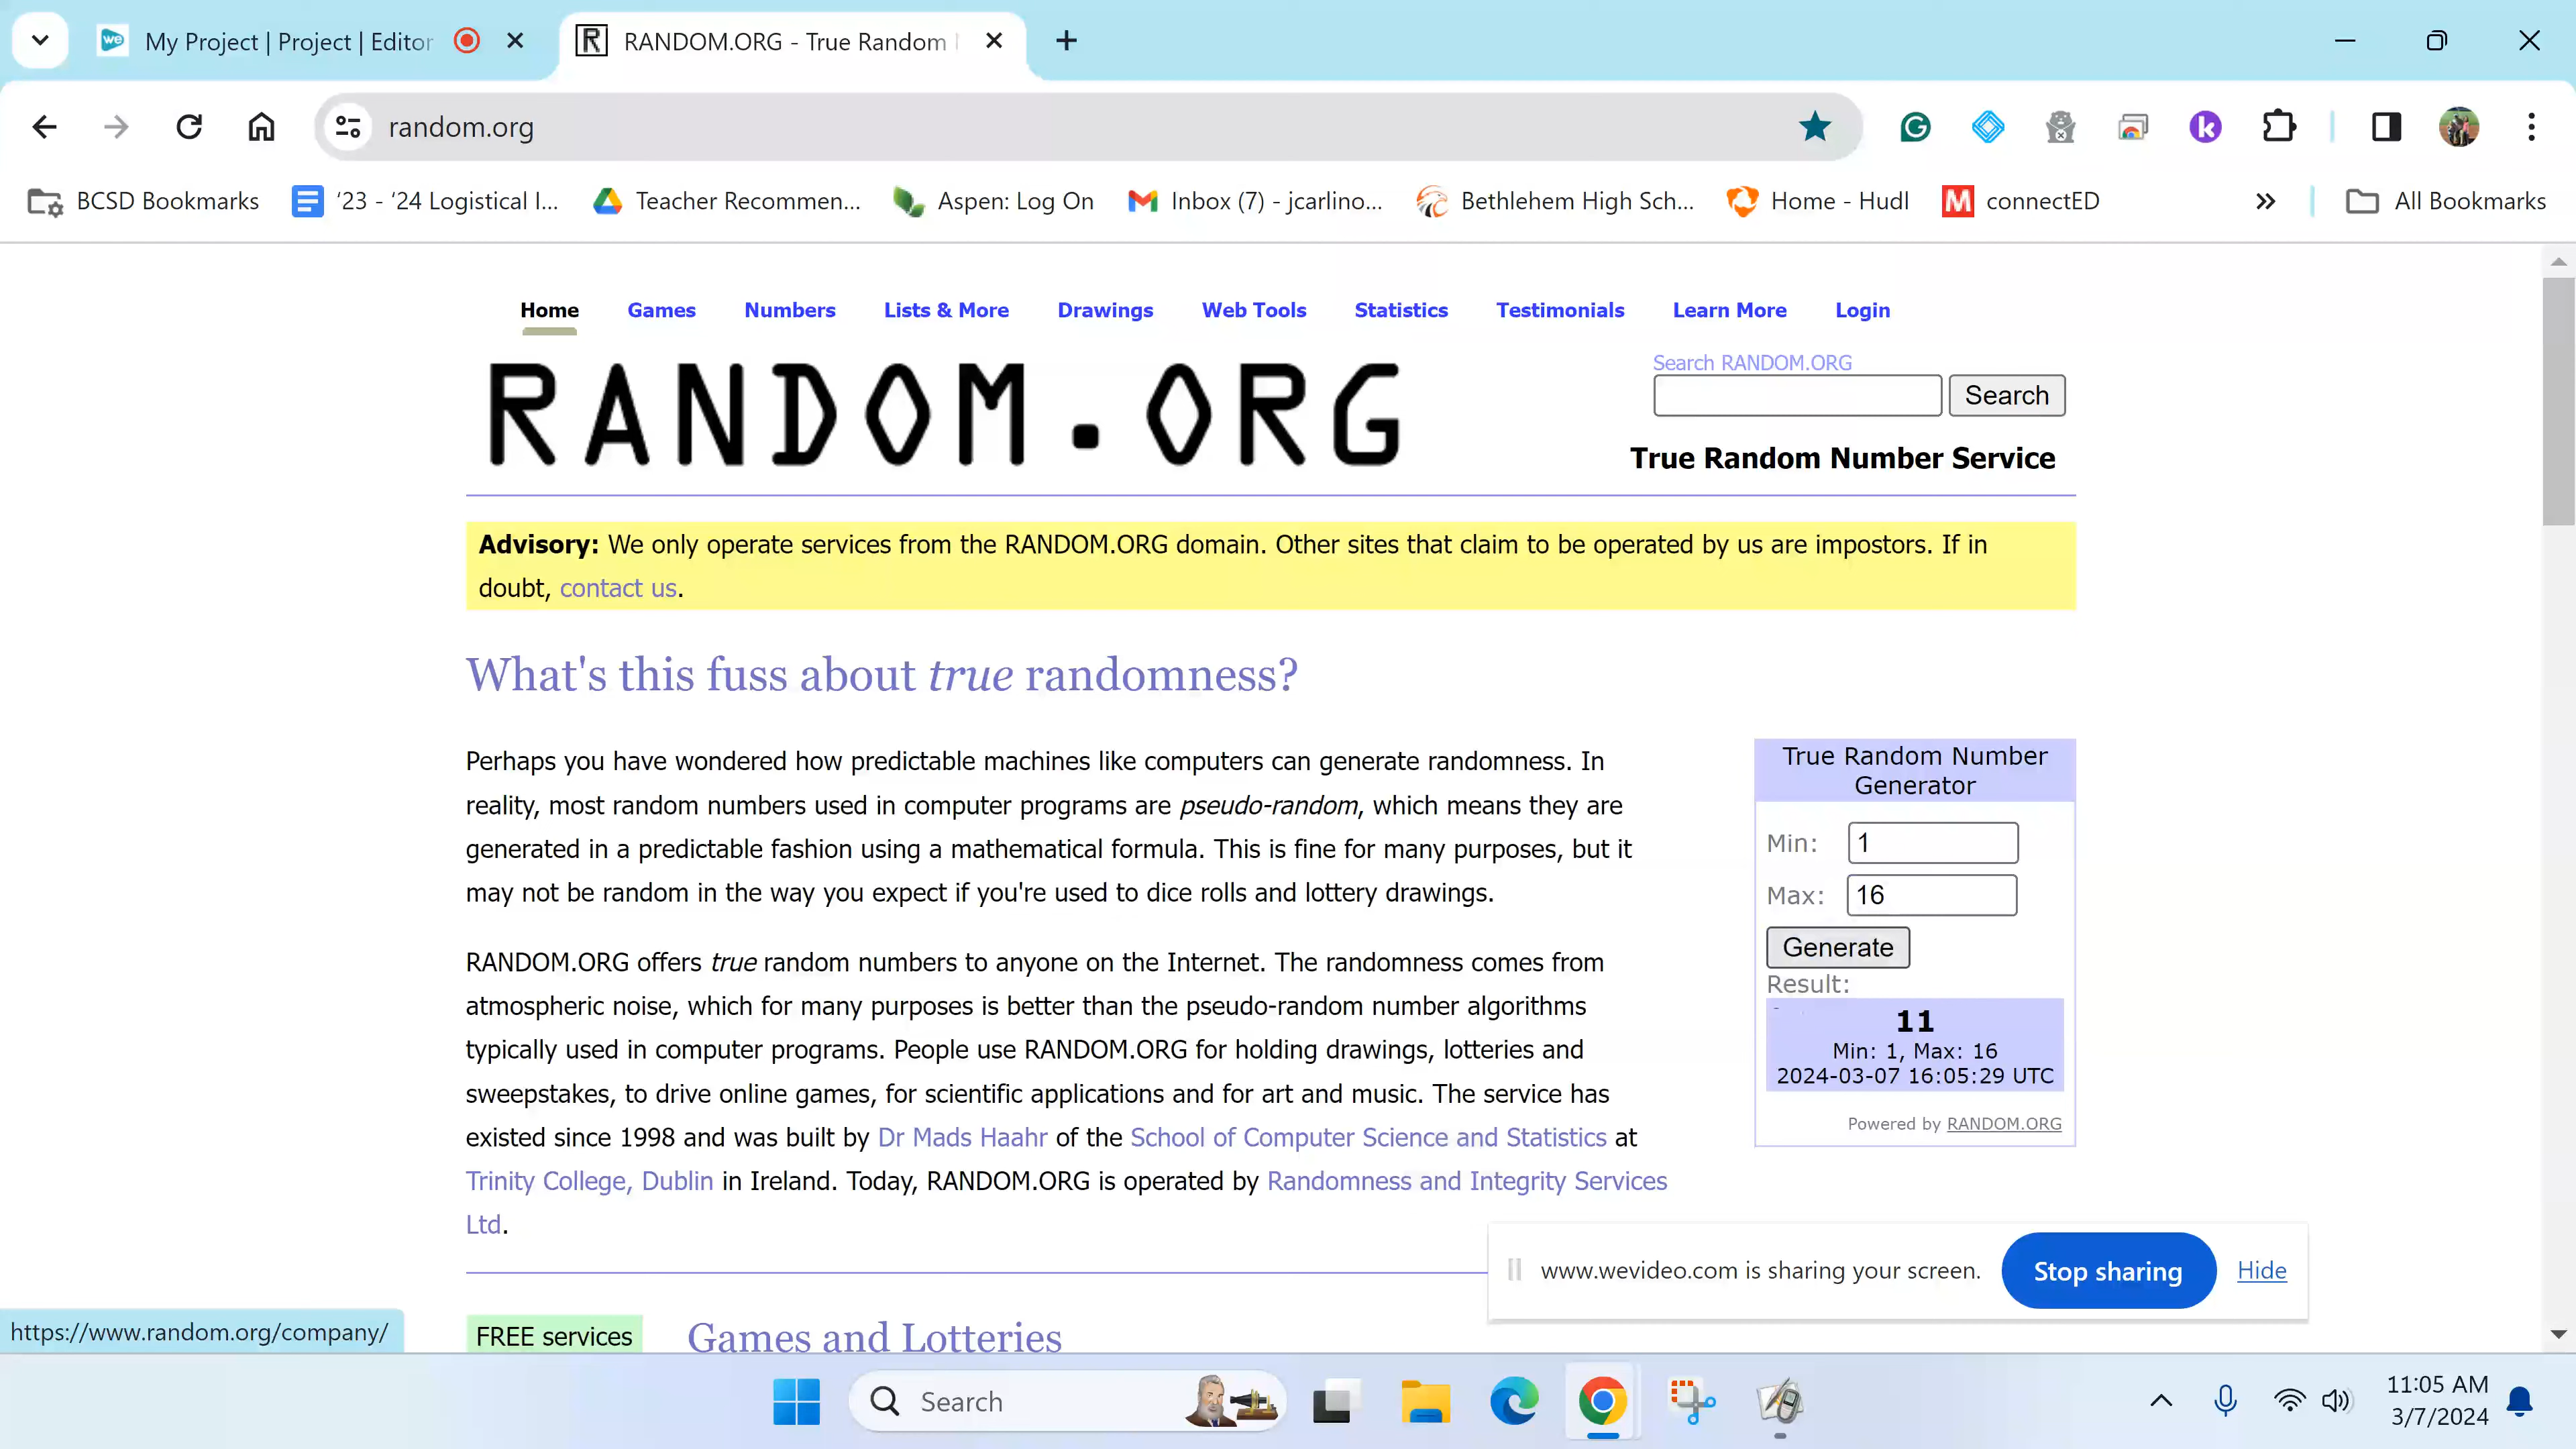 My Project | Project | Editor
RANDOM.ORG - True Random
random.org
BCSD Bookmarks
'23 - '24 Logistical I...
Teacher Recommen...
Aspen: Log On
Inbox (7) - jcarlino...
Bethlehem High Sch...
Home - Hudl
connectED
All Bookmarks
Home Games Numbers Lists & More Drawings Web Tools Statistics Testimonials Learn More Login
RANDOM.ORG
Search RANDOM.ORG
Search
True Random Number Service
Advisory: We only operate services from the RANDOM.ORG domain. Other sites that claim to be operated by us are impostors. If in
doubt, contact us.
What's this fuss about true randomness?
Perhaps you have wondered how predictable machines like computers can generate randomness. In
reality, most random numbers used in computer programs are pseudo-random, which means they are
generated in a predictable fashion using a mathematical formula. This is fine for many purposes, but it
may not be random in the way you expect if you're used to dice rolls and lottery drawings.
RANDOM.ORG offers true random numbers to anyone on the Internet. The randomness comes from
atmospheric noise, which for many purposes is better than the pseudo-random number algorithms
typically used in computer programs. People use RANDOM.ORG for holding drawings, lotteries and
sweepstakes, to drive online games, for scientific applications and for art and music. The service has
existed since 1998 and was built by Dr Mads Haahr of the School of Computer Science and Statistics at
Trinity College, Dublin in Ireland. Today, RANDOM.ORG is operated by Randomness and Integrity Services
Ltd.
True Random Number
Generator
Min: 1
Max: 16
Generate
Result:
11
Min: 1, Max: 16
2024-03-07 16:05:29 UTC
Powered by RANDOM.ORG
www.wevideo.com is sharing your screen.
Stop sharing
Hide
https://www.random.org/company/
FREE services
Games and Lotteries
Search
11:05 AM
3/7/2024